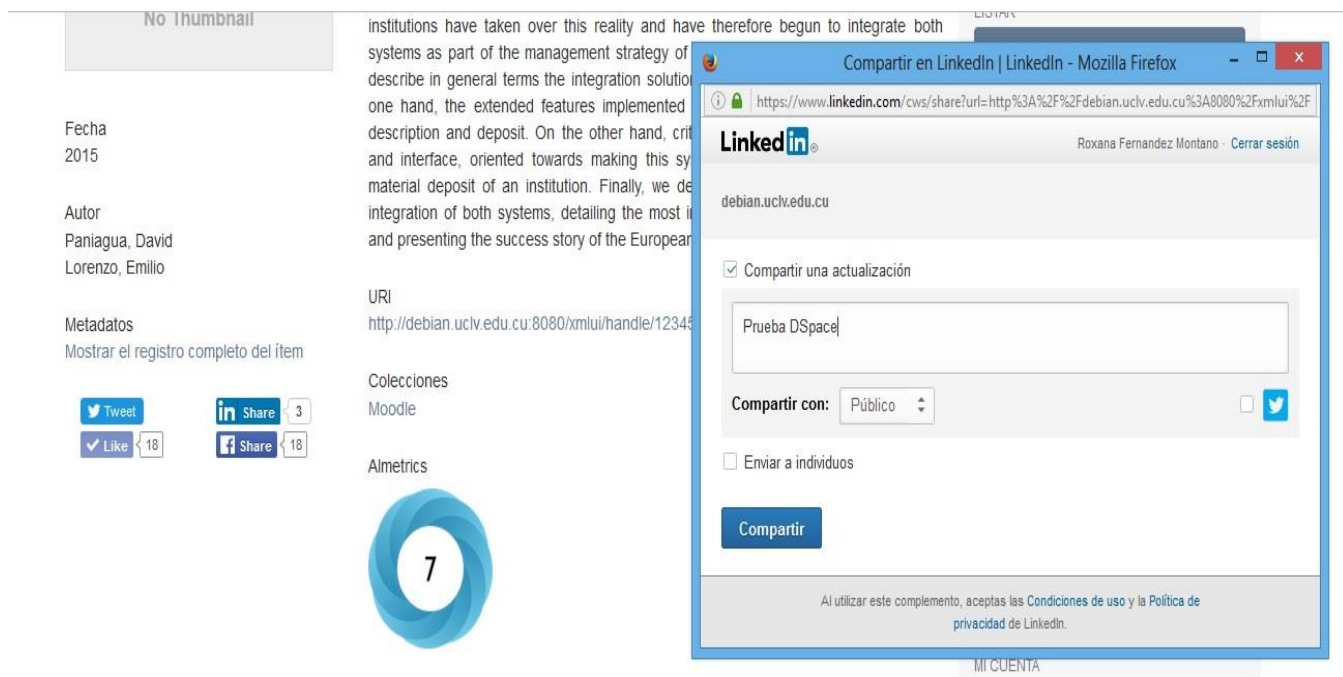 No Thumbnail
Fecha
2015
Autor
Paniagua, David
Lorenzo, Emilio
Metadatos
Mostrar el registro completo del ítem
Tweet
in Share 3
Like 18
Share 18
institutions have taken over this reality and have therefore begun to integrate both
systems as part of the management strategy of
describe in general terms the integration solution
one hand, the extended features implemented
description and deposit. On the other hand, crit
and interface, oriented towards making this sy
material deposit of an institution. Finally, we de
integration of both systems, detailing the most i
and presenting the success story of the European
URI
http://debian.uclv.edu.cu:8080/xmlui/handle/12345
Colecciones
Moodle
Almetrics
7
LISTAR
Compartir en LinkedIn | LinkedIn - Mozilla Firefox
https://www.linkedin.com/cws/share?url=http%3A%2F%2Fdebian.uclv.edu.cu%3A8080%2Fxmlui%2F
Linked in ®
Roxana Fernandez Montano · Cerrar sesión
debian.uclv.edu.cu
Compartir una actualización
Prueba DSpace
Compartir con: Público
Enviar a individuos
Compartir
Al utilizar este complemento, aceptas las Condiciones de uso y la Política de
privacidad de LinkedIn.
MI CUENTA